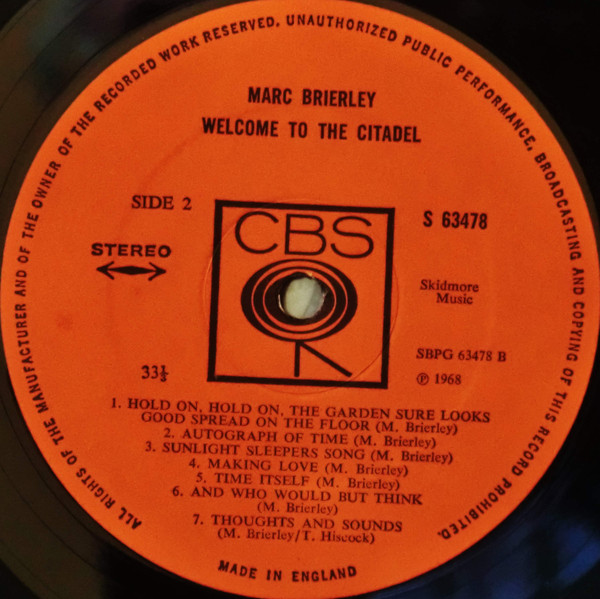 ALL RIGHTS OF THE MANUFACTURER AND OF THE OWNER OF THE RECORDED WORK RESERVED. UNAUTHORIZED PUBLIC PERFORMANCE, BROADCASTING AND COPYING OF THIS RECORD PROHIBITED.
MARC BRIERLEY
WELCOME TO THE CITADEL
SIDE 2
S 63478
CBS
STEREO
Skidmore
Music
SBPG 63478 B
33⅓
℗ 1968
1. HOLD ON, HOLD ON, THE GARDEN SURE LOOKS
GOOD SPREAD ON THE FLOOR (M. Brierley)
2. AUTOGRAPH OF TIME (M. Brierley)
3. SUNLIGHT SLEEPERS SONG (M. Brierley)
4. MAKING LOVE (M. Brierley)
5. TIME ITSELF (M. Brierley)
6. AND WHO WOULD BUT THINK
(M. Brierley)
7. THOUGHTS AND SOUNDS
(M. Brierley/T. Hiscock)
MADE IN ENGLAND